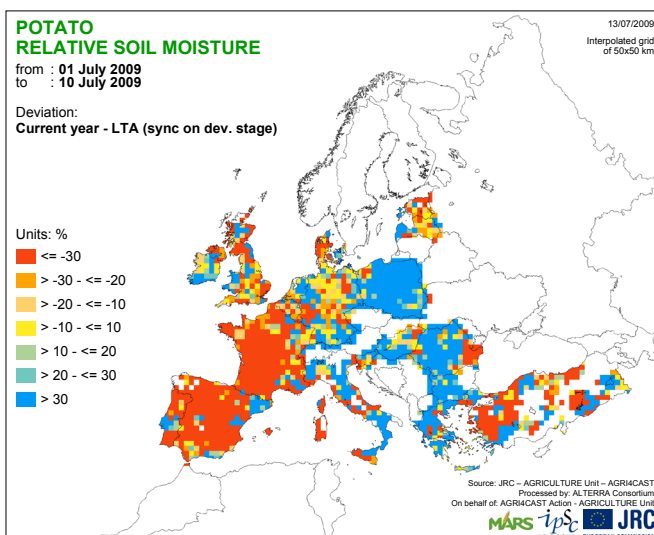 POTATO
RELATIVE SOIL MOISTURE
from : 01 July 2009
to : 10 July 2009
Deviation:
Current year - LTA (sync on dev. stage)
13/07/2009
Interpolated grid
of 50x50 km
Units: %
<= -30
> -30 - <= -20
> -20 - <= -10
> -10 - <= 10
> 10 - <= 20
> 20 - <= 30
> 30
Source: JRC – AGRICULTURE Unit – AGRI4CAST
Processed by: ALTERRA Consortium
On behalf of: AGRI4CAST Action - AGRICULTURE Unit
MARS ipsc JRC